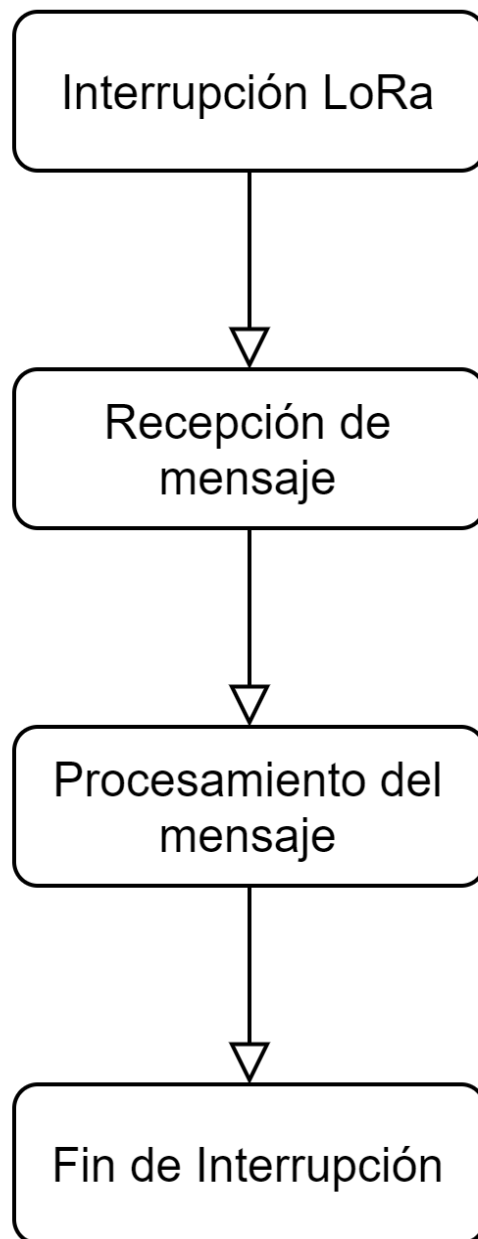 Interrupción LoRa
Recepción de
mensaje
Procesamiento del
mensaje
Fin de Interrupción